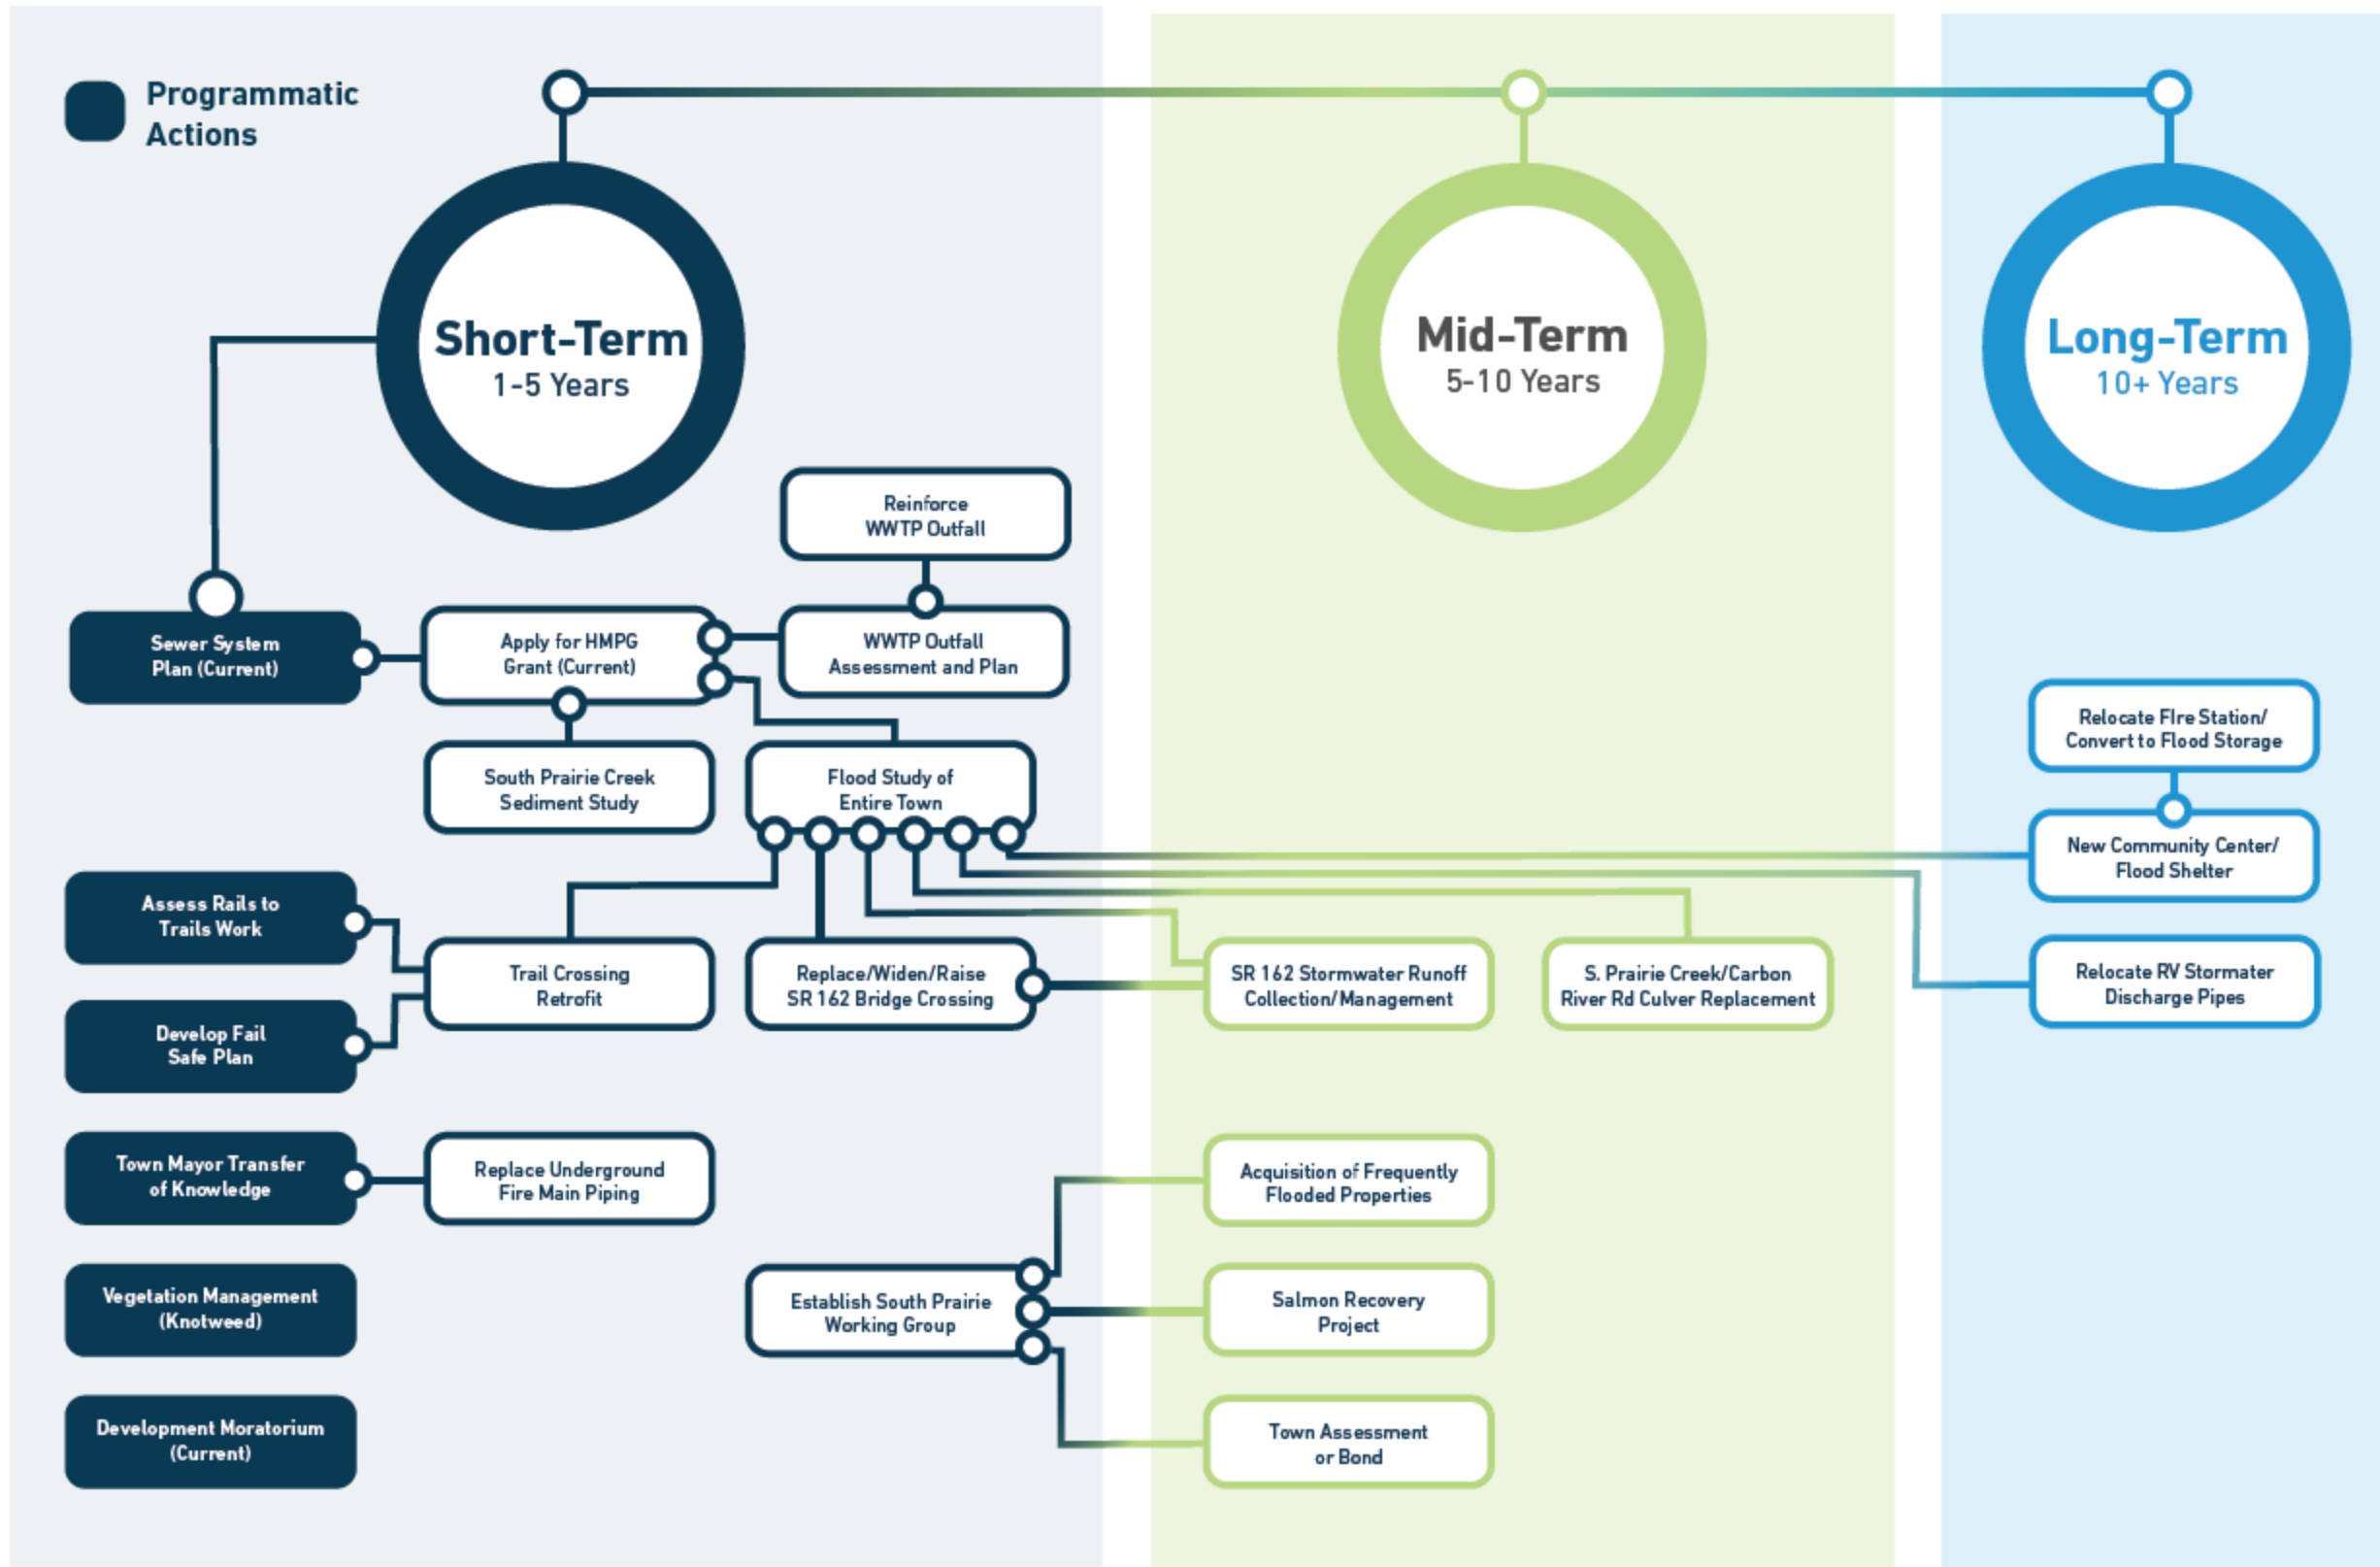 Programmatic
Actions
Short-Term
1-5 Years
Mid-Term
5-10 Years
Long-Term
10+ Years
Reinforce
WWTP Outfall
Sewer System
Plan (Current)
Apply for HMPG
Grant (Current)
WWTP Outfall
Assessment and Plan
South Prairie Creek
Sediment Study
Flood Study of
Entire Town
Relocate FIre Station/
Convert to Flood Storage
New Community Center/
Flood Shelter
Assess Rails to
Trails Work
Develop Fail
Safe Plan
Trail Crossing
Retrofit
Replace/Widen/Raise
SR 162 Bridge Crossing
SR 162 Stormwater Runoff
Collection/Management
S. Prairie Creek/Carbon
River Rd Culver Replacement
Relocate RV Stormater
Discharge Pipes
Town Mayor Transfer
of Knowledge
Replace Underground
Fire Main Piping
Acquisition of Frequently
Flooded Properties
Vegetation Management
(Knotweed)
Establish South Prairie
Working Group
Salmon Recovery
Project
Development Moratorium
(Current)
Town Assessment
or Bond